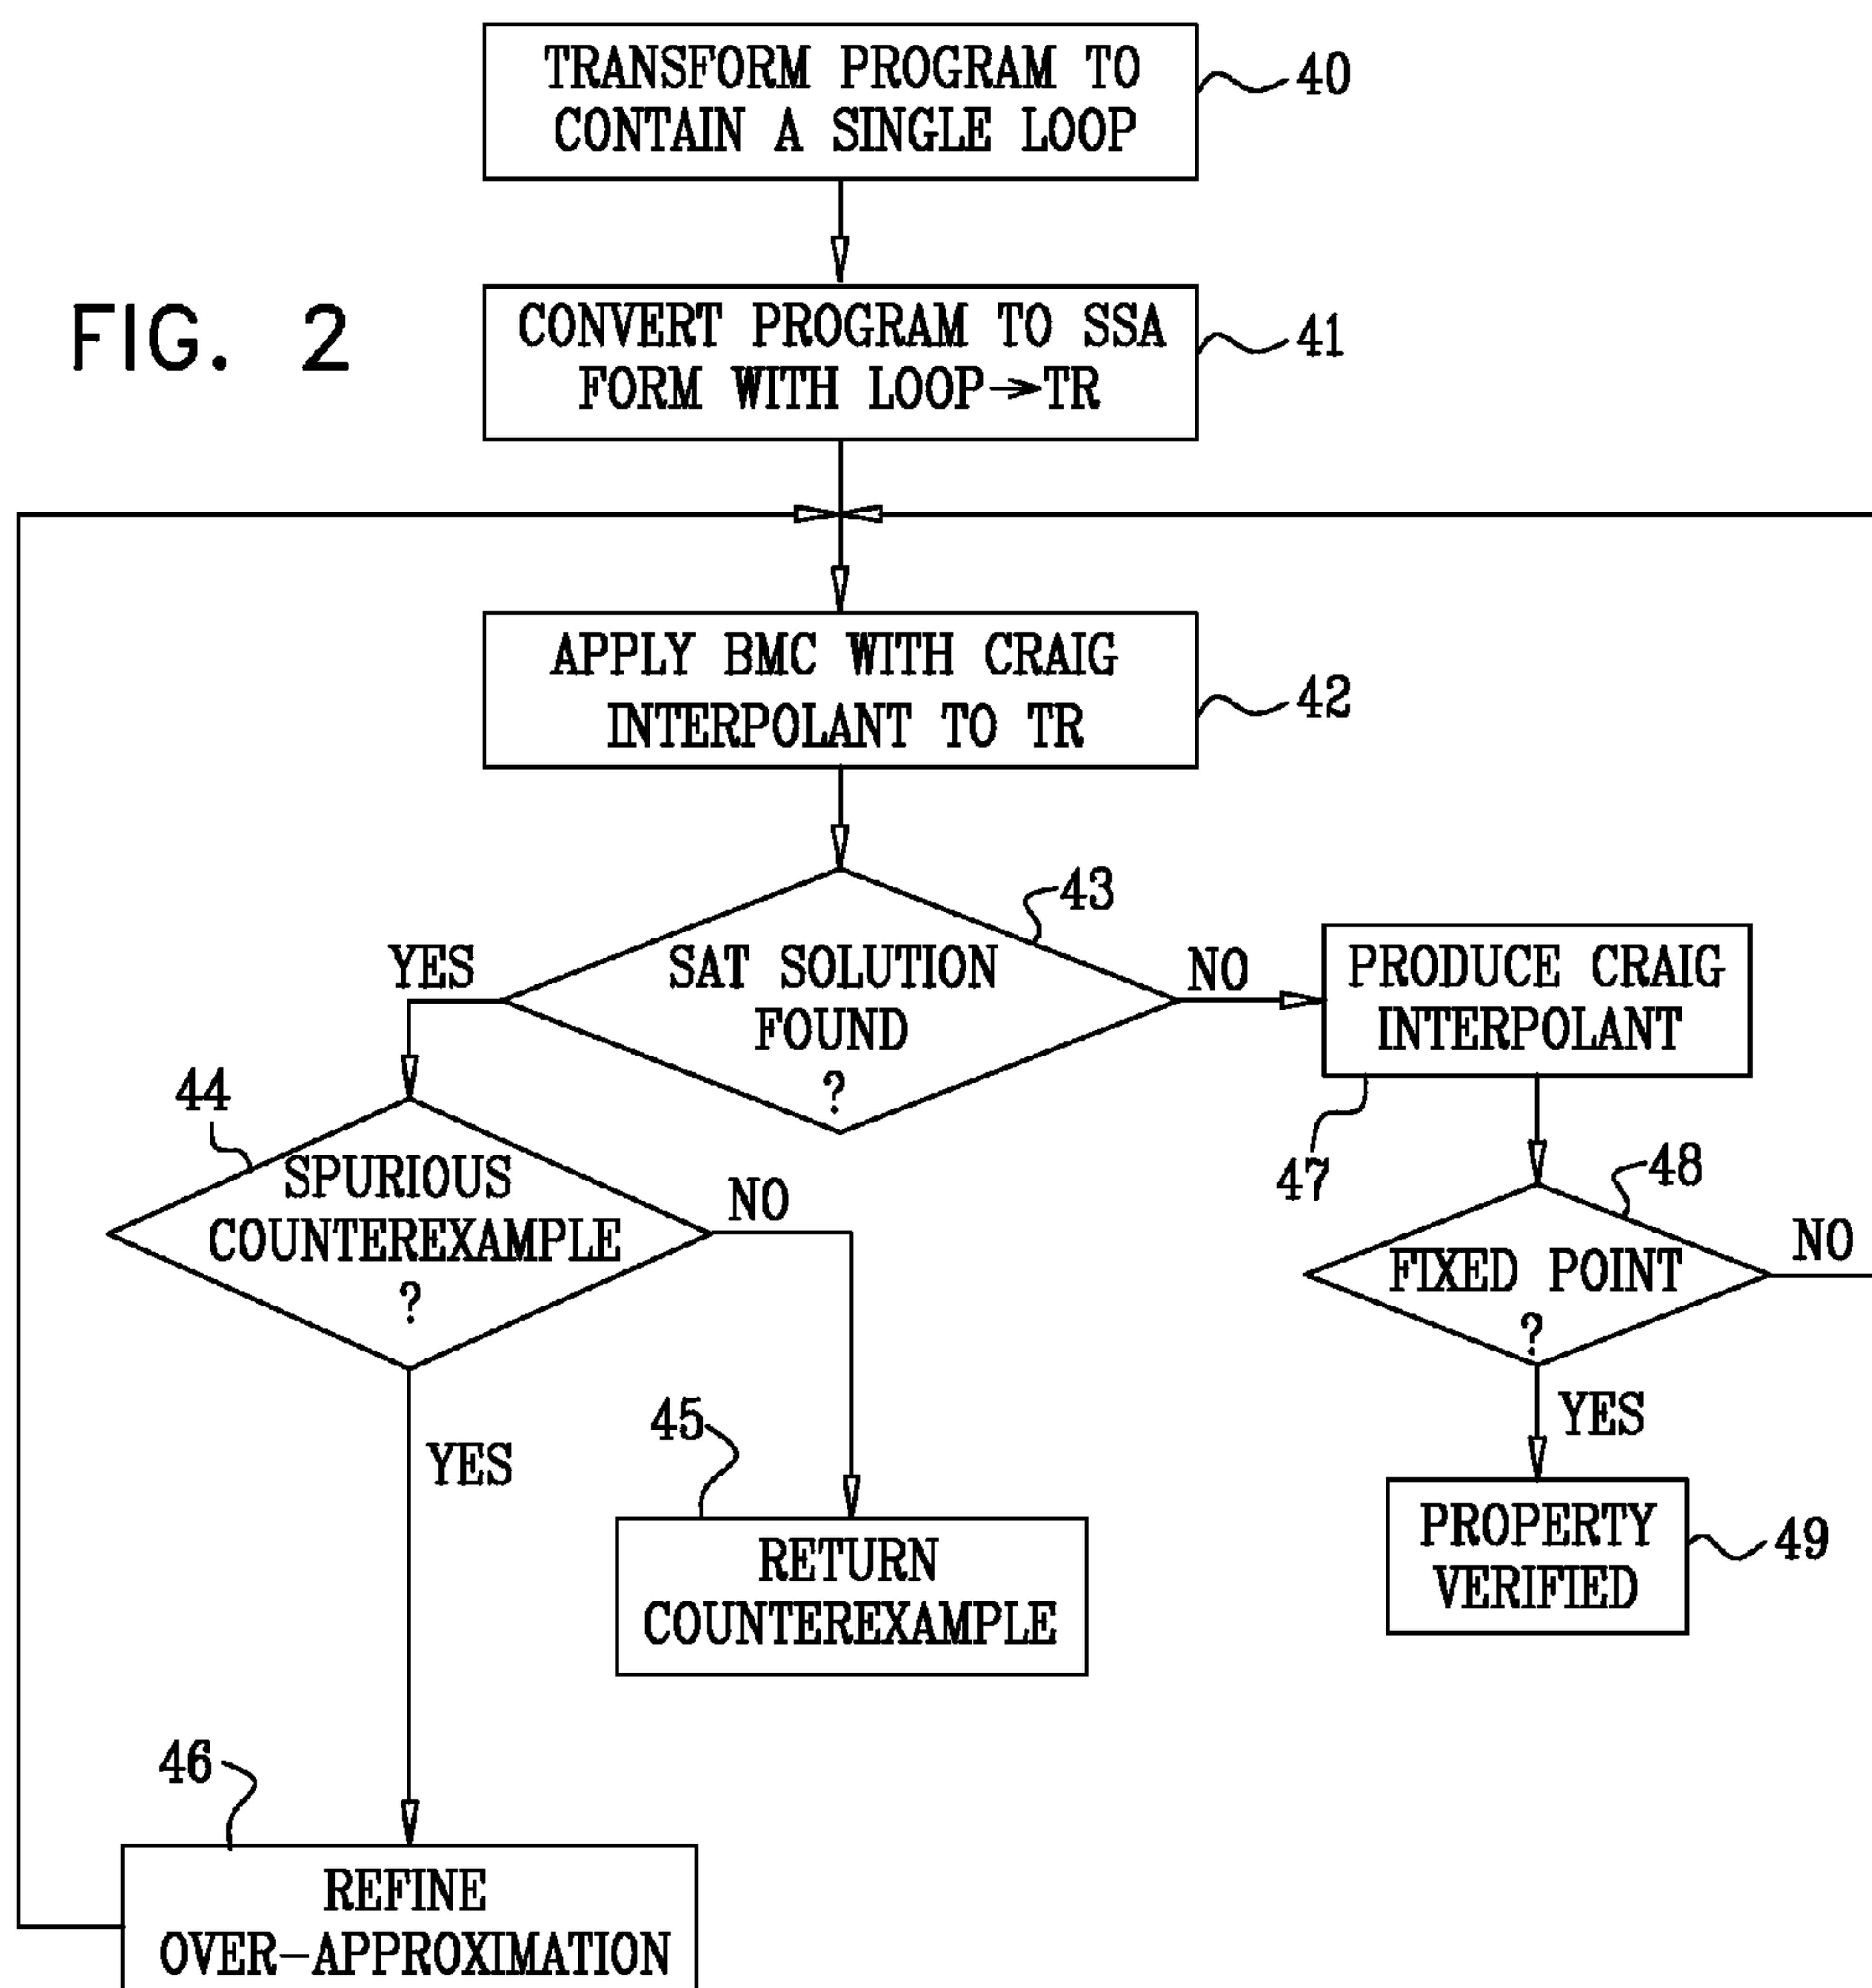 TRANSFORM PROGRAM TO
CONTAIN A SINGLE LOOP
40
FIG. 2
CONVERT PROGRAM TO SSA
FORM WITH LOOP→TR
41
APPLY BMC WITH CRAIG
INTERPOLANT TO TR
42
43
SAT SOLUTION
FOUND
?
YES
NO
PRODUCE CRAIG
INTERPOLANT
47
44
SPURIOUS
COUNTEREXAMPLE
?
NO
YES
48
FIXED POINT
?
NO
YES
45
RETURN
COUNTEREXAMPLE
PROPERTY
VERIFIED
49
46
REFINE
OVER-APPROXIMATION